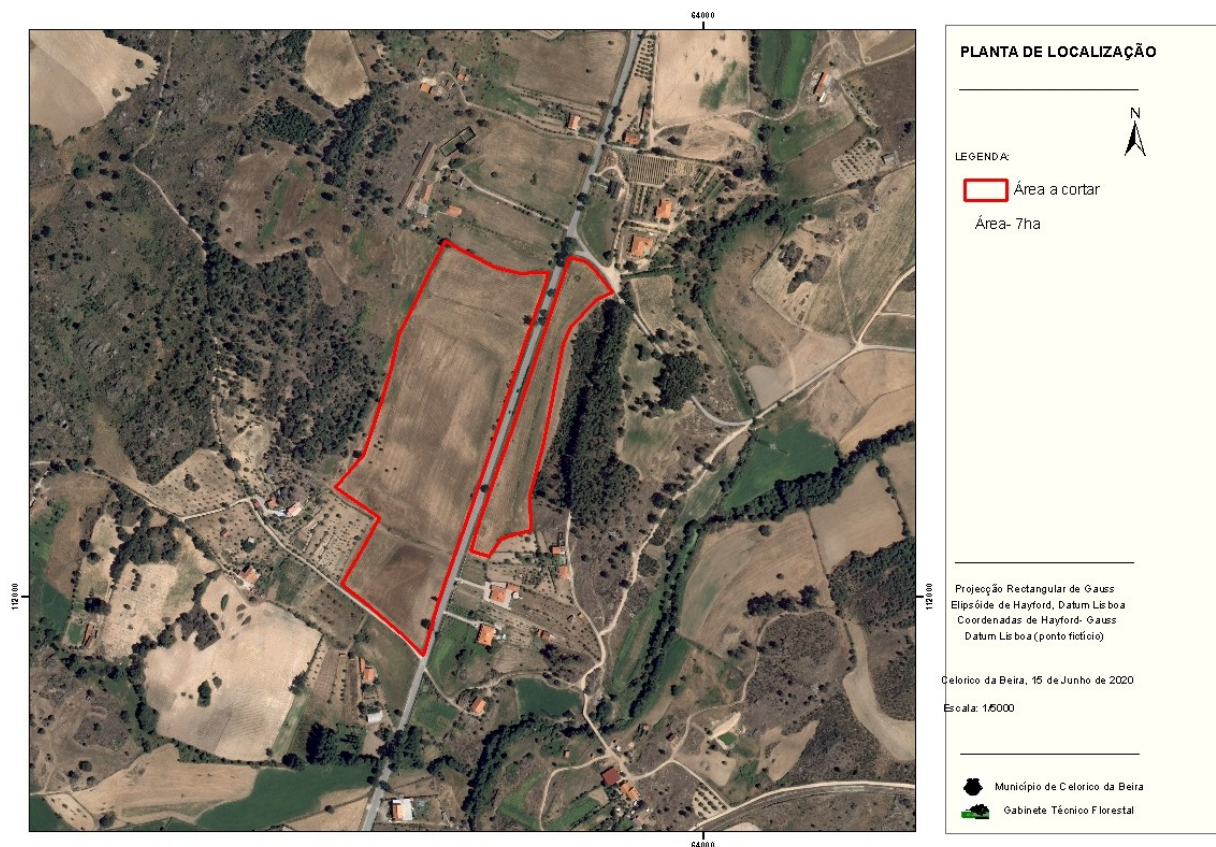 64000
PLANTA DE LOCALIZAÇÃO
N
LEGENDA:
Área a cortar
Área- 7ha
112000
112000
Projecção Rectangular de Gauss
Elipsóide de Hayford, Datum Lisboa
Coordenadas de Hayford- Gauss
Datum Lisboa (ponto fictício)
Celorico da Beira, 15 de Junho de 2020
Escala: 1/5000
Município de Celorico da Beira
Gabinete Técnico Florestal
64000